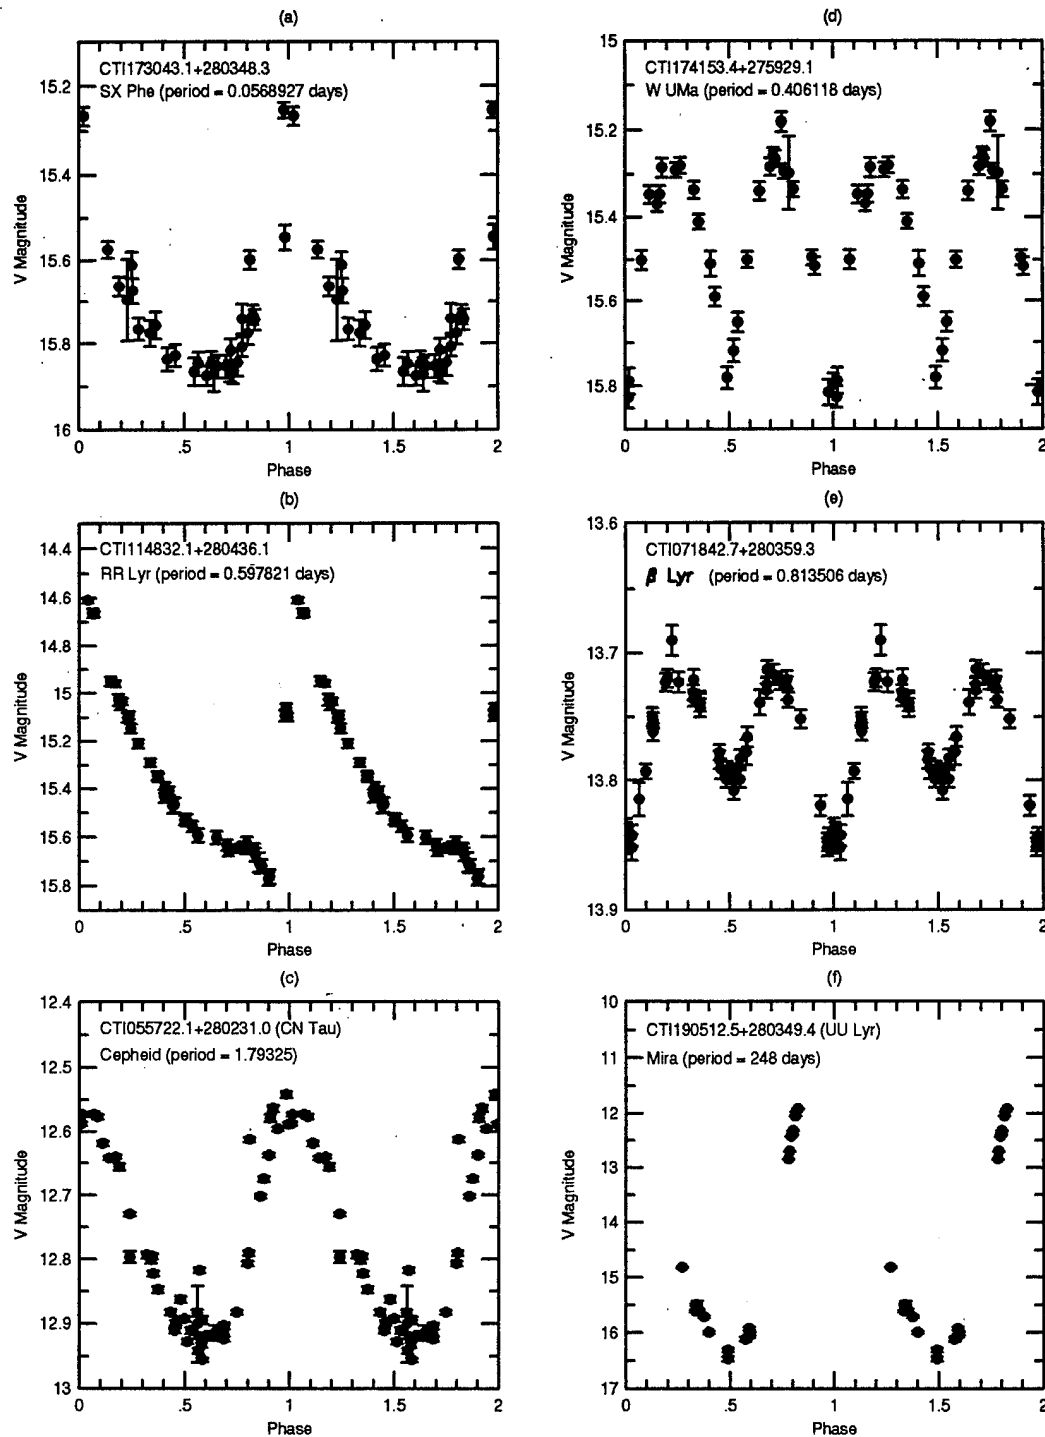 (a)
CTI173043.1+280348.3
SX Phe (period = 0.0568927 days)
15.2
15.4
15.6
15.8
16
V Magnitude
0 .5 1 1.5 2
Phase
(b)
CTI114832.1+280436.1
RR Lyr (period = 0.597821 days)
14.4
14.6
14.8
15
15.2
15.4
15.6
15.8
V Magnitude
0 .5 1 1.5 2
Phase
(c)
CTI055722.1+280231.0 (CN Tau)
Cepheid (period = 1.79325)
12.4
12.5
12.6
12.7
12.8
12.9
13
V Magnitude
0 .5 1 1.5 2
Phase
(d)
15
CTI174153.4+275929.1
W UMa (period = 0.406118 days)
15.2
15.4
15.6
15.8
V Magnitude
0 .5 1 1.5 2
Phase
(e)
13.6
CTI071842.7+280359.3
β Lyr (period = 0.813506 days)
13.7
13.8
13.9
V Magnitude
0 .5 1 1.5 2
Phase
(f)
10
CTI190512.5+280349.4 (UU Lyr)
11
Mira (period = 248 days)
12
13
14
15
16
17
V Magnitude
0 .5 1 1.5 2
Phase